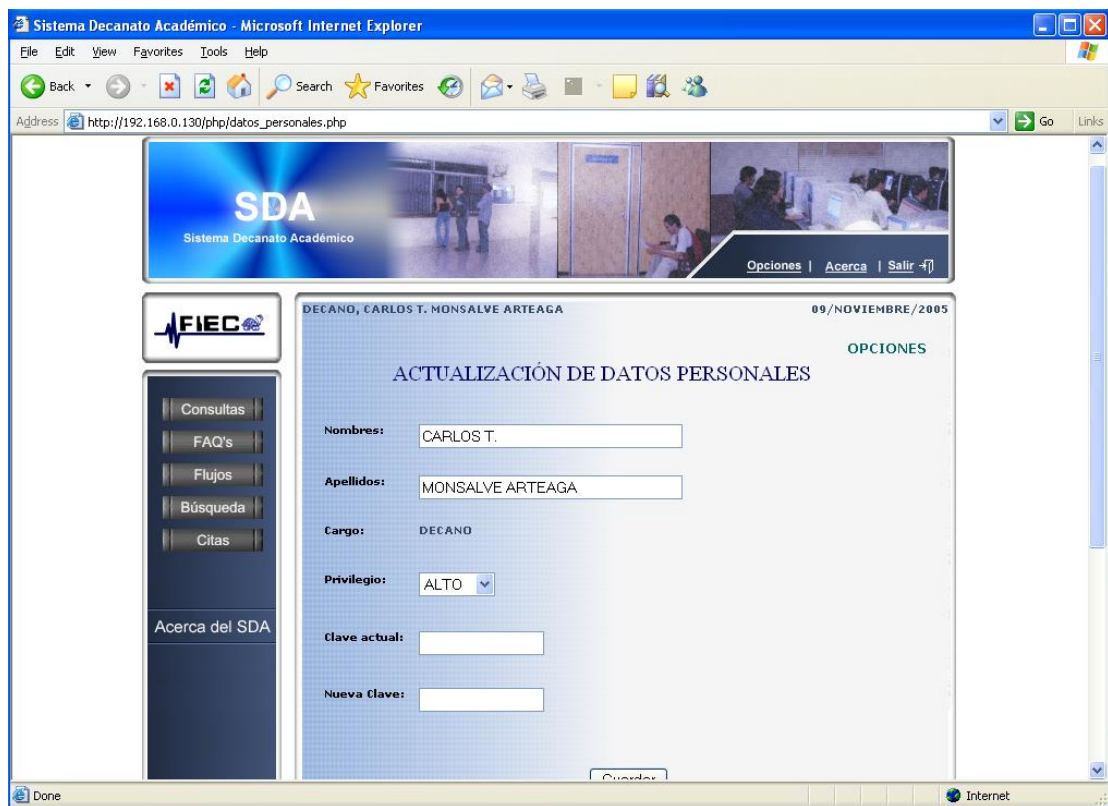 Sistema Decanato Académico - Microsoft Internet Explorer
File Edit View Favorites Tools Help
Back Search Favorites
Address http://192.168.0.130/php/datos_personales.php Go Links
SDA
Sistema Decanato Académico
Opciones | Acerca | Salir
FIEC
DECANO, CARLOS T. MONSALVE ARTEAGA 09/NOVIEMBRE/2005
OPCIONES
ACTUALIZACIÓN DE DATOS PERSONALES
Consultas
FAQ's
Flujos
Búsqueda
Citas
Acerca del SDA
Nombres: CARLOS T.
Apellidos: MONSALVE ARTEAGA
Cargo: DECANO
Privilegio: ALTO
Clave actual:
Nueva Clave:
Guardar
Done Internet